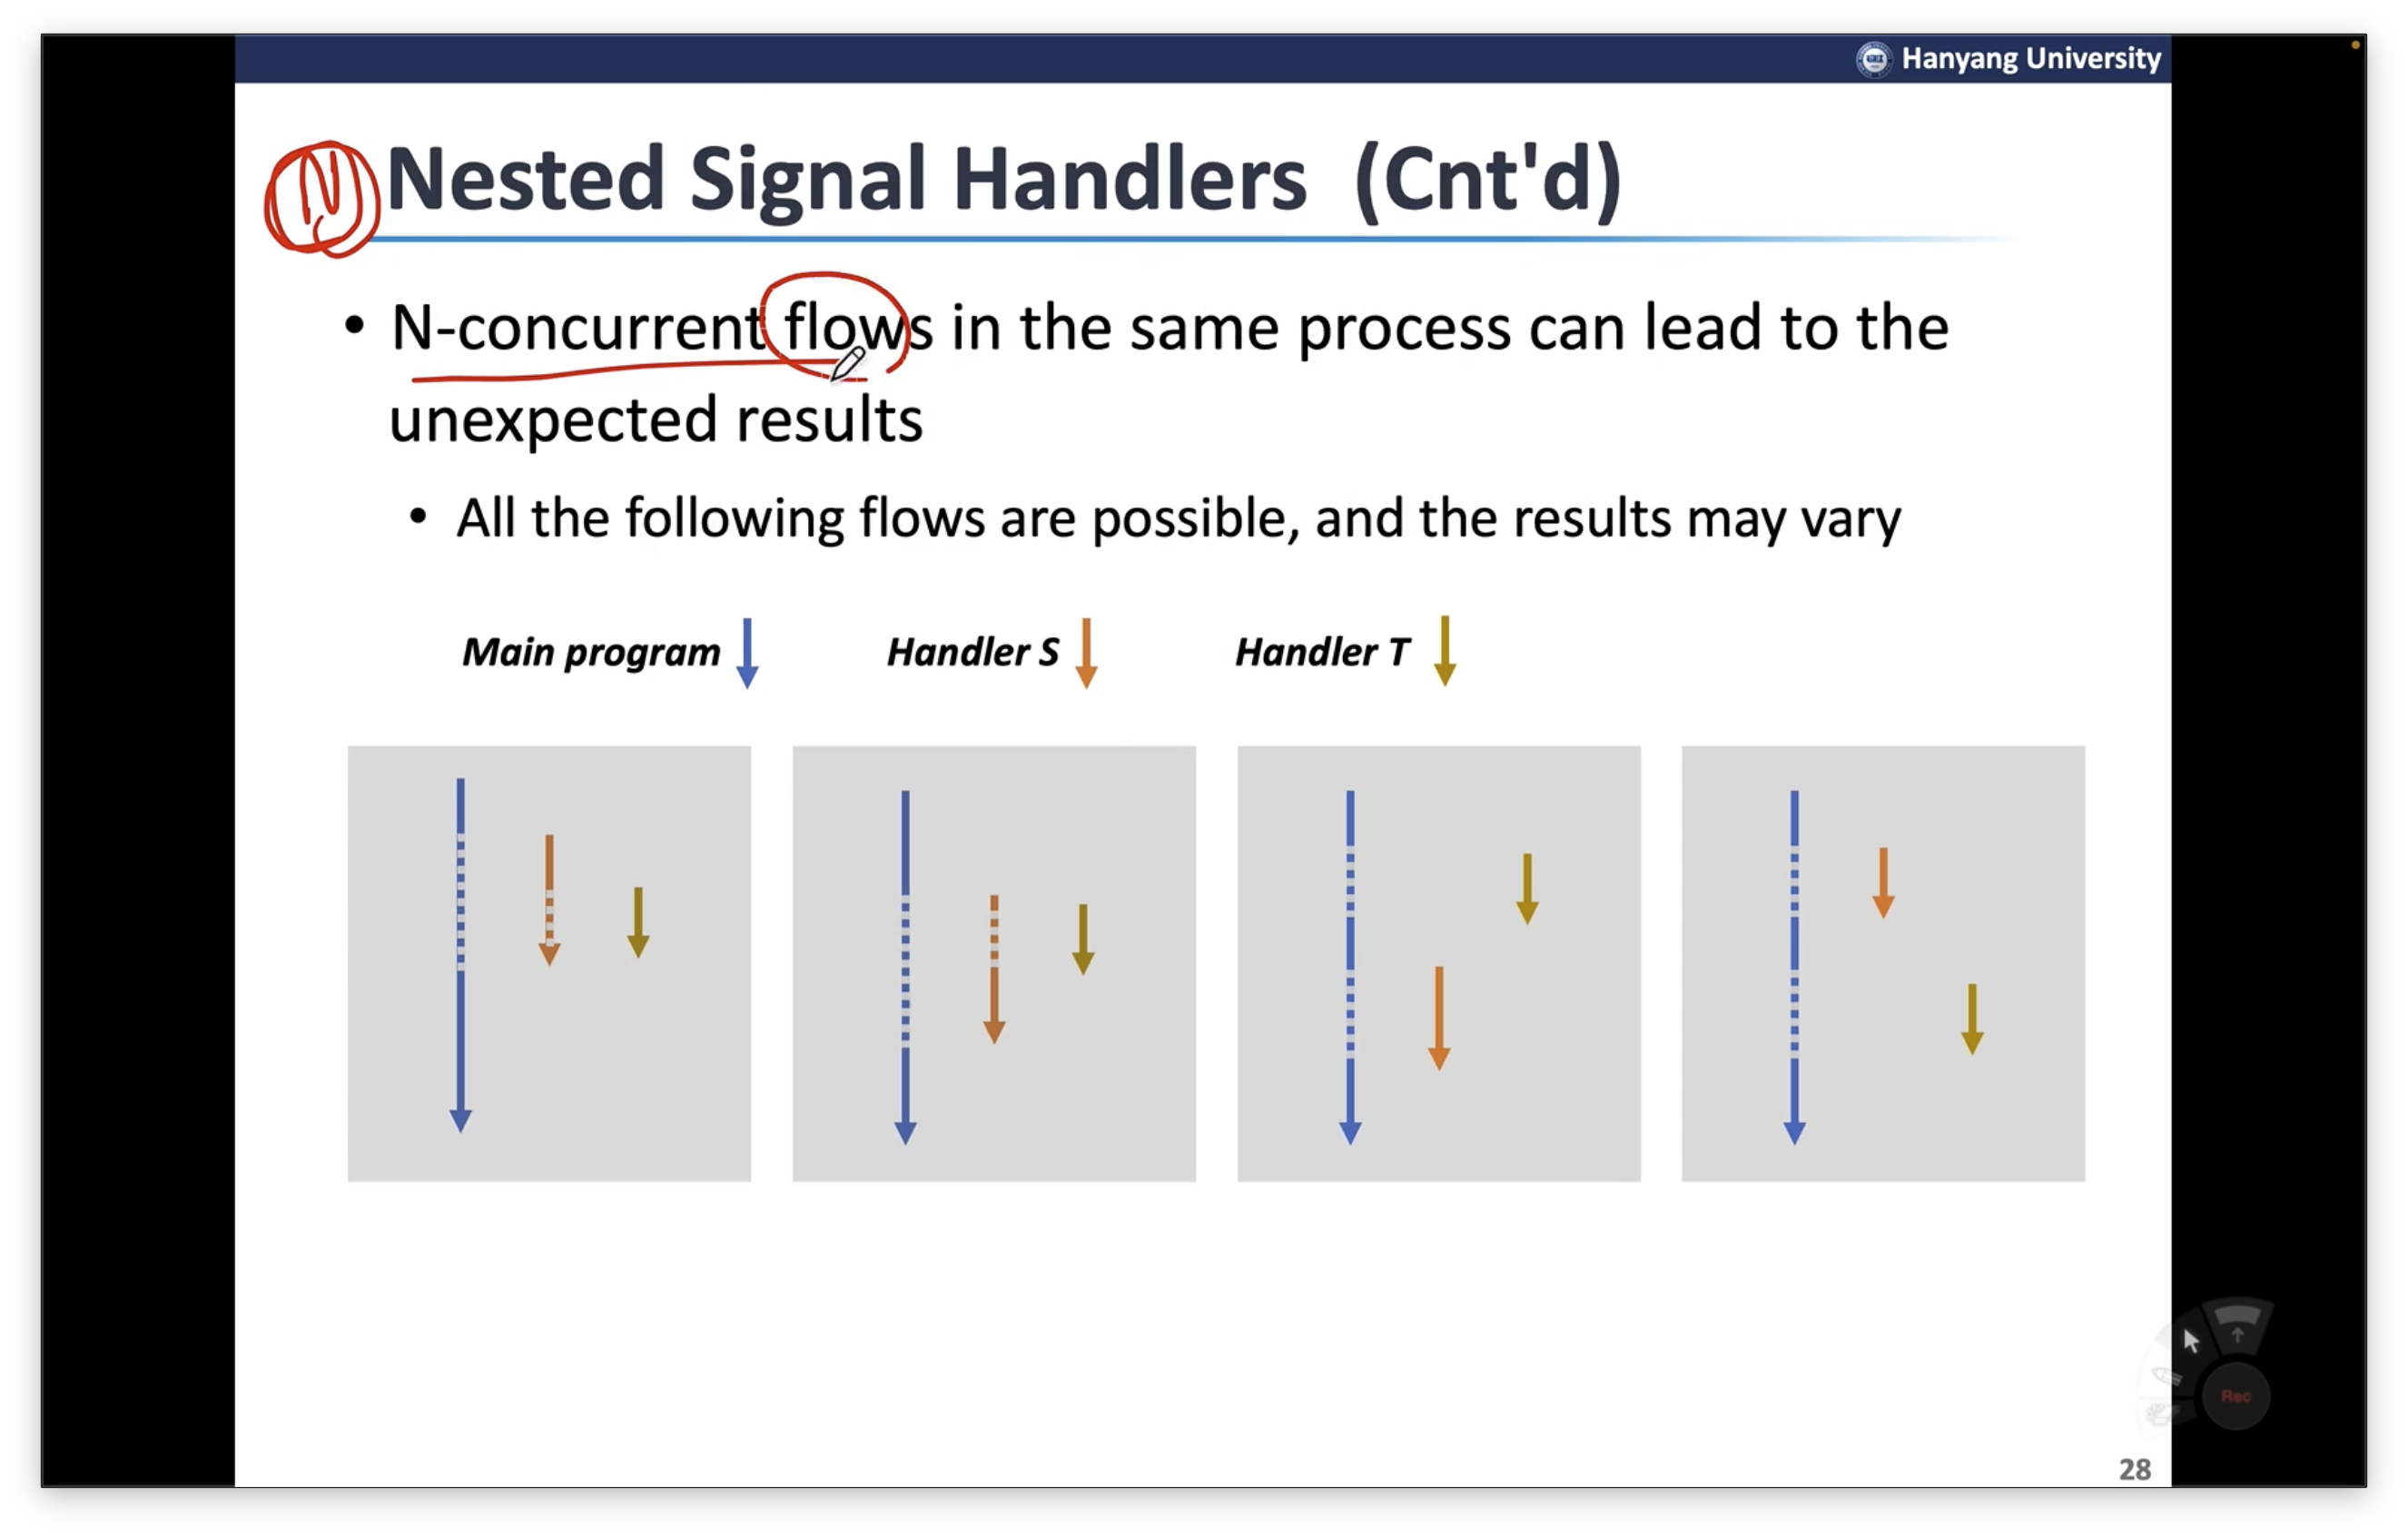 Hanyang University
N
Nested Signal Handlers (Cnt'd)
• N-concurrent flows in the same process can lead to the
unexpected results
• All the following flows are possible, and the results may vary
Main program
Handler S
Handler T
Rec
28